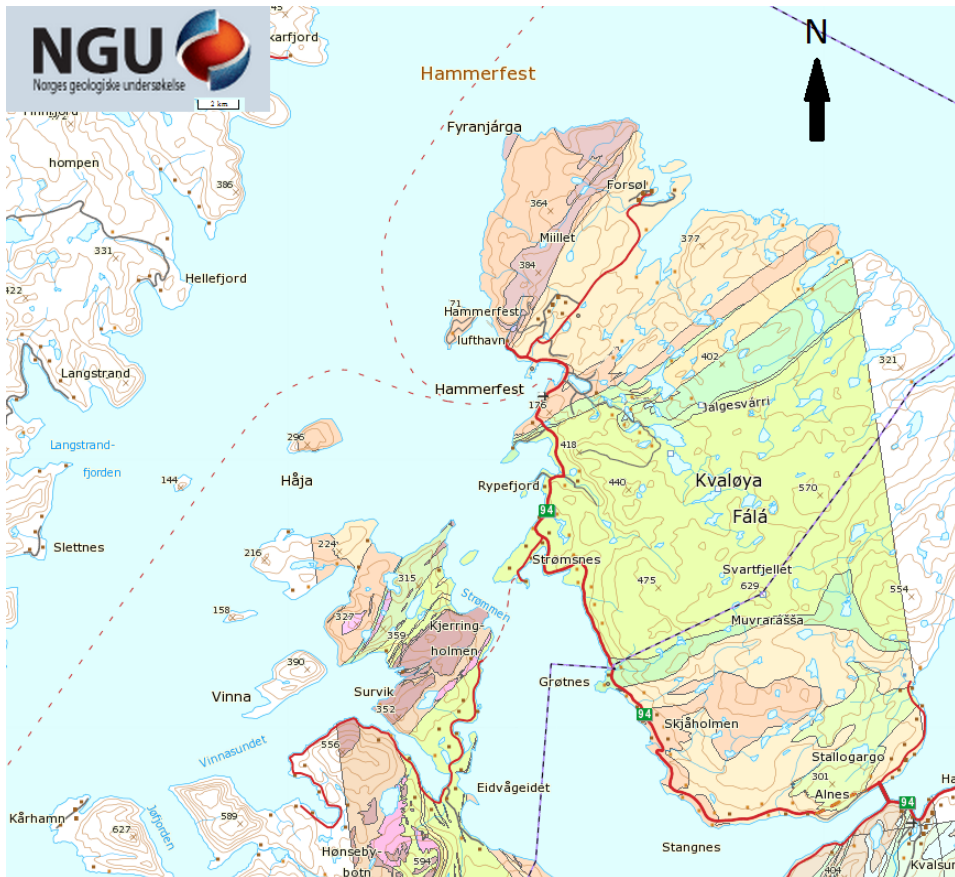 NGU
Norges geologiske undersøkelse
2 km
karfjord
N
Hammerfest
Fyranjárga
hompen
386
Forsøl
364
Miillet
377
331
Hellefjord
384
422
71
Hammerfest
lufthavn
321
402
Langstrand
Hammerfest
176
Jalgesvárri
296
418
Langstrand-
fjorden
144
Håja
Rypefjord
440
Kvaløya
570
94
Fálá
Slettnes
216
224
Strømsnes
Svartfjellet
315
475
629
554
Strømmen
158
327
359
Kjerring-
holmen
Muvrarášša
390
Grøtnes
Vinna
Survik
352
94
Skjåholmen
556
Vinnasundet
Stallogargo
301
Eidvågeidet
Alnes
Ha
Kårhamn
627
Jøfjorden
589
94
Hønseby-
botn
594
Stangnes
404
Kvalsun